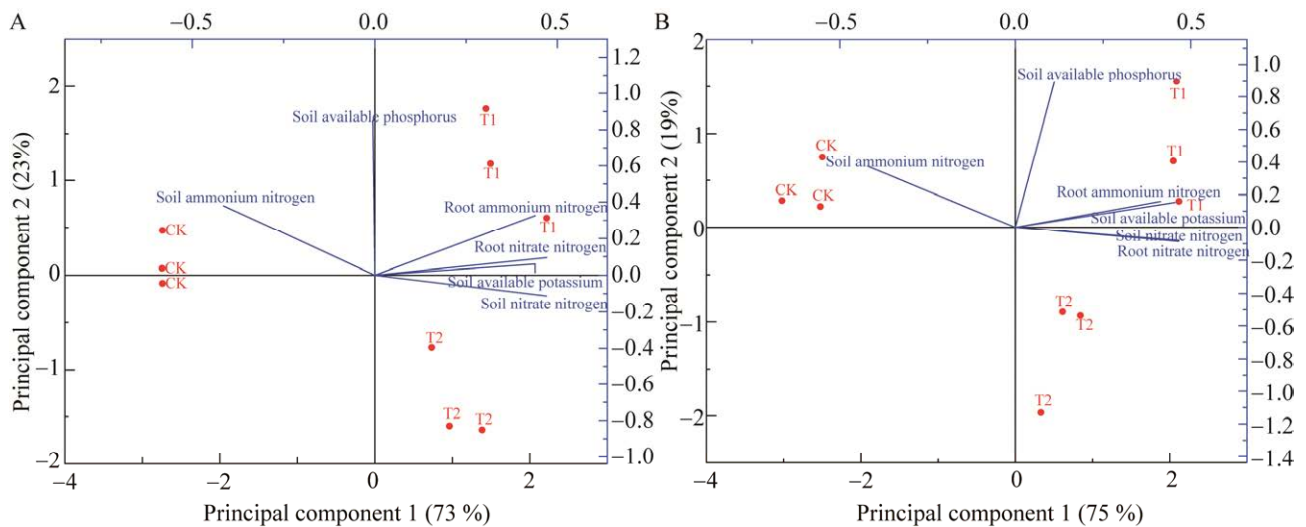 A
−0.5
0.0
0.5
2
1
0
−1
−2
Principal component 2 (23%)
1.2
1.0
0.8
0.6
0.4
0.2
0.0
−0.2
−0.4
−0.6
−0.8
−1.0
Soil available phosphorus
T1
T1
Soil ammonium nitrogen
Root ammonium nitrogen
T1
CK
Root nitrate nitrogen
CK
Soil available potassium
CK
Soil nitrate nitrogen
T2
T2
T2
−4
−2
0
2
Principal component 1 (73 %)
B
−0.5
0.0
0.5
2
1
0
−1
−2
Principal component 2 (19%)
1.0
0.8
0.6
0.4
0.2
0.0
−0.2
−0.4
−0.6
−0.8
−1.0
−1.2
−1.4
Soil available phosphorus
T1
CK
T1
Soil ammonium nitrogen
CK
CK
Root ammonium nitrogen
T1
Soil available potassium
Soil nitrate nitrogen
Root nitrate nitrogen
T2
T2
T2
−4
−2
0
2
Principal component 1 (75 %)